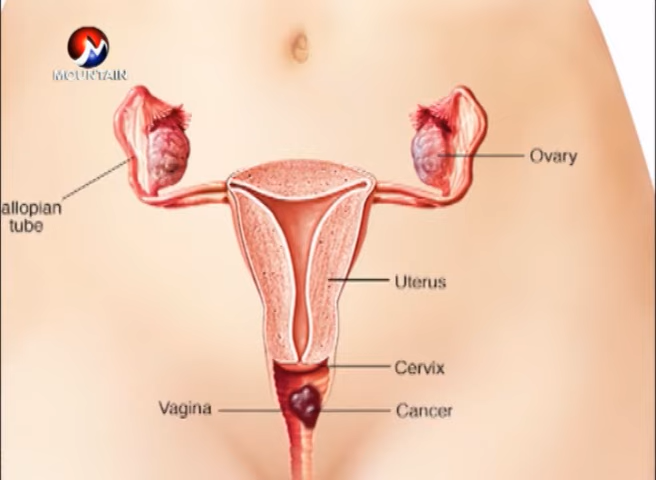 MOUNTAIN
Ovary
allopian
tube
Uterus
Cervix
Vagina
Cancer